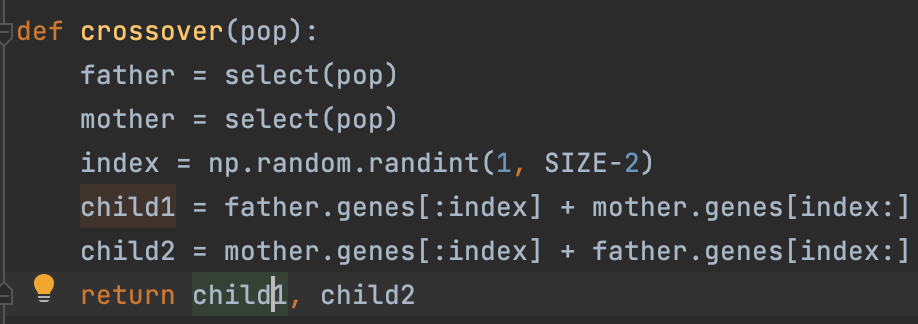 def crossover(pop):
    father = select(pop)
    mother = select(pop)
    index = np.random.randint(1, SIZE-2)
    child1 = father.genes[:index] + mother.genes[index:]
    child2 = mother.genes[:index] + father.genes[index:]
    return child1, child2